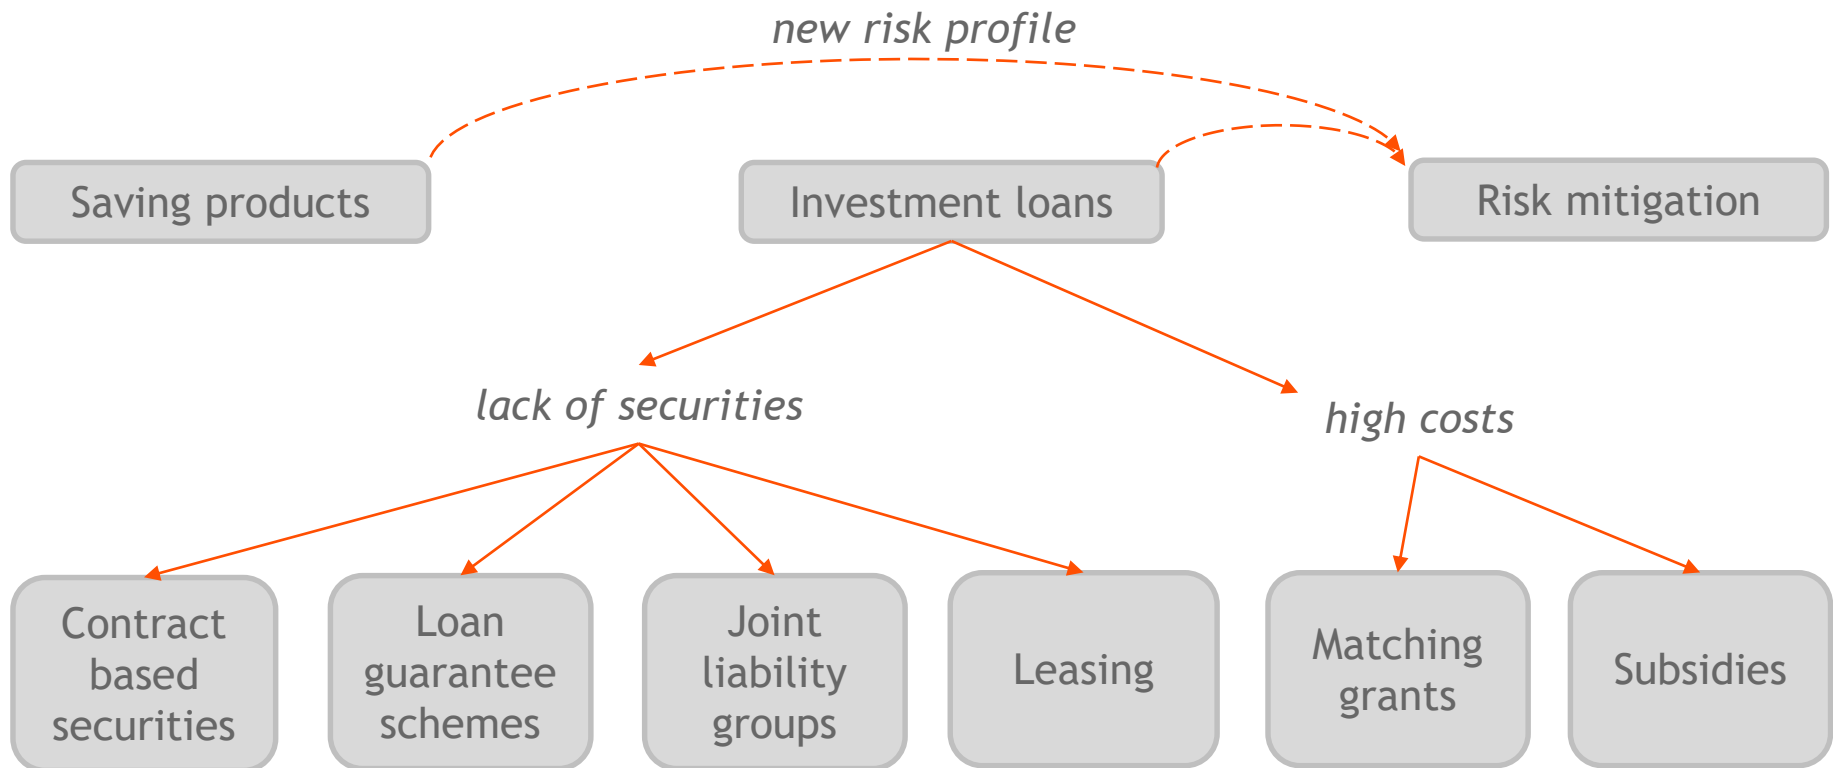 new risk profile
Saving products
Investment loans
Risk mitigation
lack of securities
high costs
Contract
based
securities
Loan
guarantee
schemes
Joint
liability
groups
Leasing
Matching
grants
Subsidies